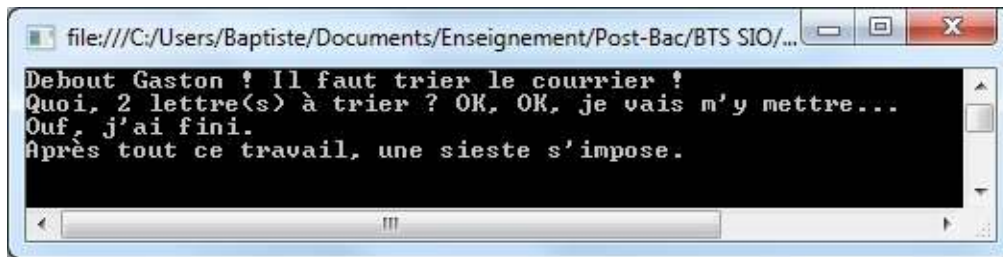 file:///C:/Users/Baptiste/Documents/Enseignement/Post-Bac/BTS SIO/...
Debout Gaston ! Il faut trier le courrier !
Quoi, 2 lettre(s) à trier ? OK, OK, je vais m'y mettre...
Ouf, j'ai fini.
Après tout ce travail, une sieste s'impose.